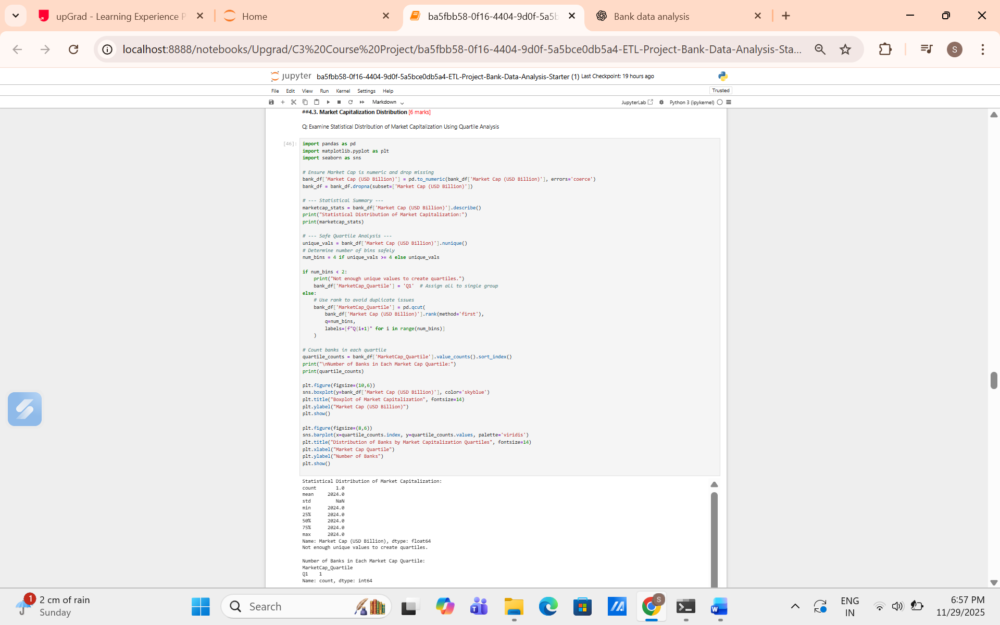 upGrad - Learning Experience P
Home
ba5fbb58-0f16-4404-9d0f-5a5b
Bank data analysis
localhost:8888/notebooks/Upgrad/C3%20Course%20Project/ba5fbb58-0f16-4404-9d0f-5a5bce0db5a4-ETL-Project-Bank-Data-Analysis-Sta...
S
jupyter ba5fbb58-0f16-4404-9d0f-5a5bce0db5a4-ETL-Project-Bank-Data-Analysis-Starter (1) Last Checkpoint: 19 hours ago
File Edit View Run Kernel Settings Help
Trusted
Markdown
JupyterLab
Python 3 (ipykernel)
##4.3. Market Capitalization Distribution [6 marks]
Q: Examine Statistical Distribution of Market Capitalization Using Quartile Analysis
[46]:
import pandas as pd
import matplotlib.pyplot as plt
import seaborn as sns
# Ensure Market Cap is numeric and drop missing
bank_df['Market Cap (USD Billion)'] = pd.to_numeric(bank_df['Market Cap (USD Billion)'], errors='coerce')
bank_df = bank_df.dropna(subset=['Market Cap (USD Billion)'])
# --- Statistical Summary ---
marketcap_stats = bank_df['Market Cap (USD Billion)'].describe()
print("Statistical Distribution of Market Capitalization:")
print(marketcap_stats)
# --- Safe Quartile Analysis ---
unique_vals = bank_df['Market Cap (USD Billion)'].nunique()
# Determine number of bins safely
num_bins = 4 if unique_vals >= 4 else unique_vals
if num_bins < 2:
    print("Not enough unique values to create quartiles.")
    bank_df['MarketCap_Quartile'] = 'Q1'  # Assign all to single group
else:
    # Use rank to avoid duplicate issues
    bank_df['MarketCap_Quartile'] = pd.qcut(
        bank_df['Market Cap (USD Billion)'].rank(method='first'),
        q=num_bins,
        labels=[f"Q{i+1}" for i in range(num_bins)]
    )
# Count banks in each quartile
quartile_counts = bank_df['MarketCap_Quartile'].value_counts().sort_index()
print("\nNumber of Banks in Each Market Cap Quartile:")
print(quartile_counts)
plt.figure(figsize=(10,6))
sns.boxplot(y=bank_df['Market Cap (USD Billion)'], color='skyblue')
plt.title("Boxplot of Market Capitalization", fontsize=14)
plt.ylabel("Market Cap (USD Billion)")
plt.show()
plt.figure(figsize=(8,6))
sns.barplot(x=quartile_counts.index, y=quartile_counts.values, palette='viridis')
plt.title("Distribution of Banks by Market Capitalization Quartiles", fontsize=14)
plt.xlabel("Market Cap Quartile")
plt.ylabel("Number of Banks")
plt.show()
Statistical Distribution of Market Capitalization:
count 1.0
mean 2024.0
std NaN
min 2024.0
25% 2024.0
50% 2024.0
75% 2024.0
max 2024.0
Name: Market Cap (USD Billion), dtype: float64
Not enough unique values to create quartiles.
Number of Banks in Each Market Cap Quartile:
MarketCap_Quartile
Q1 1
Name: count, dtype: int64
1
2 cm of rain
Sunday
Search
S
ENG
IN
6:57 PM
11/29/2025